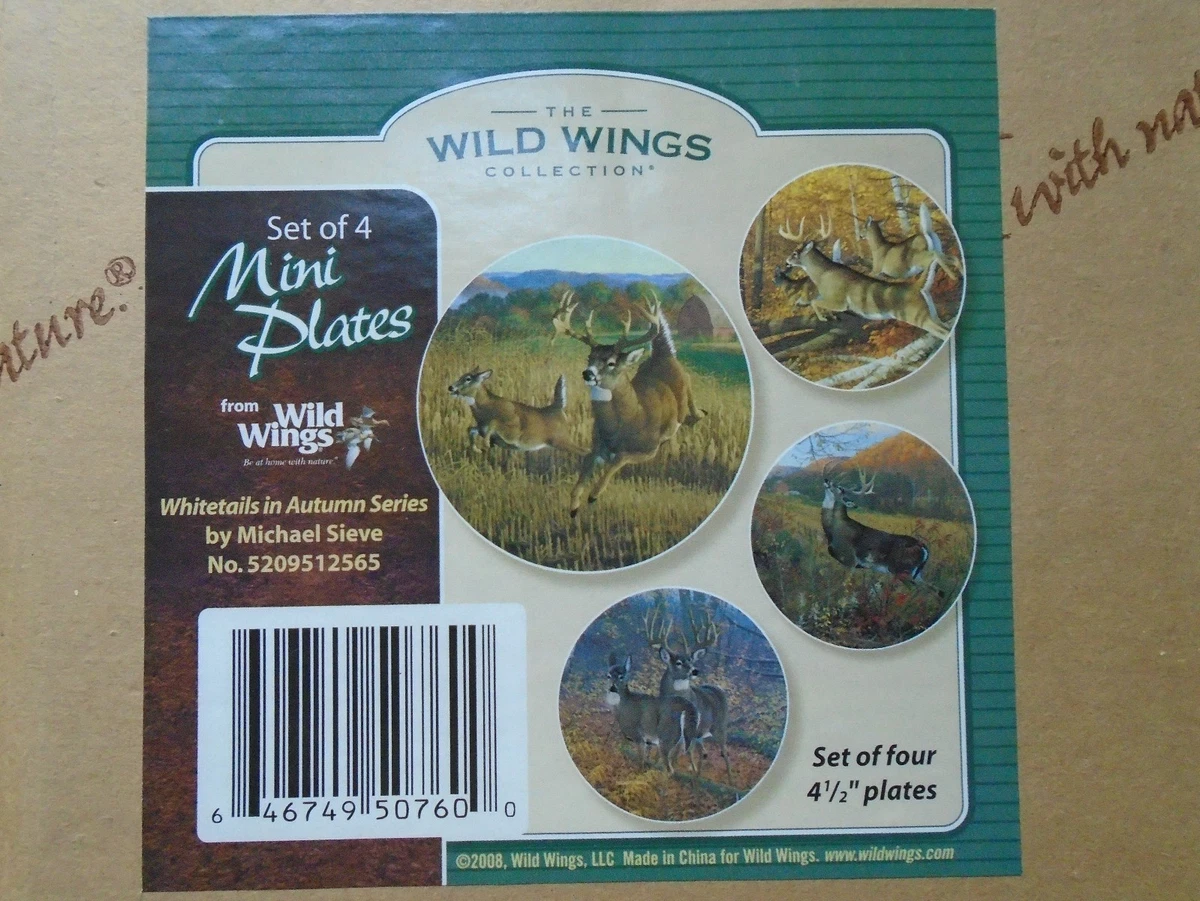 THE
WILD WINGS
COLLECTION®
Set of 4
Mini
Plates
from Wild
Wings®
Be at home with nature.®
Whitetails in Autumn Series
by Michael Sieve
No. 5209512565
6 46749 50760 0
Set of four
4½" plates
©2008, Wild Wings, LLC Made in China for Wild Wings. www.wildwings.com
ature.®
with nat